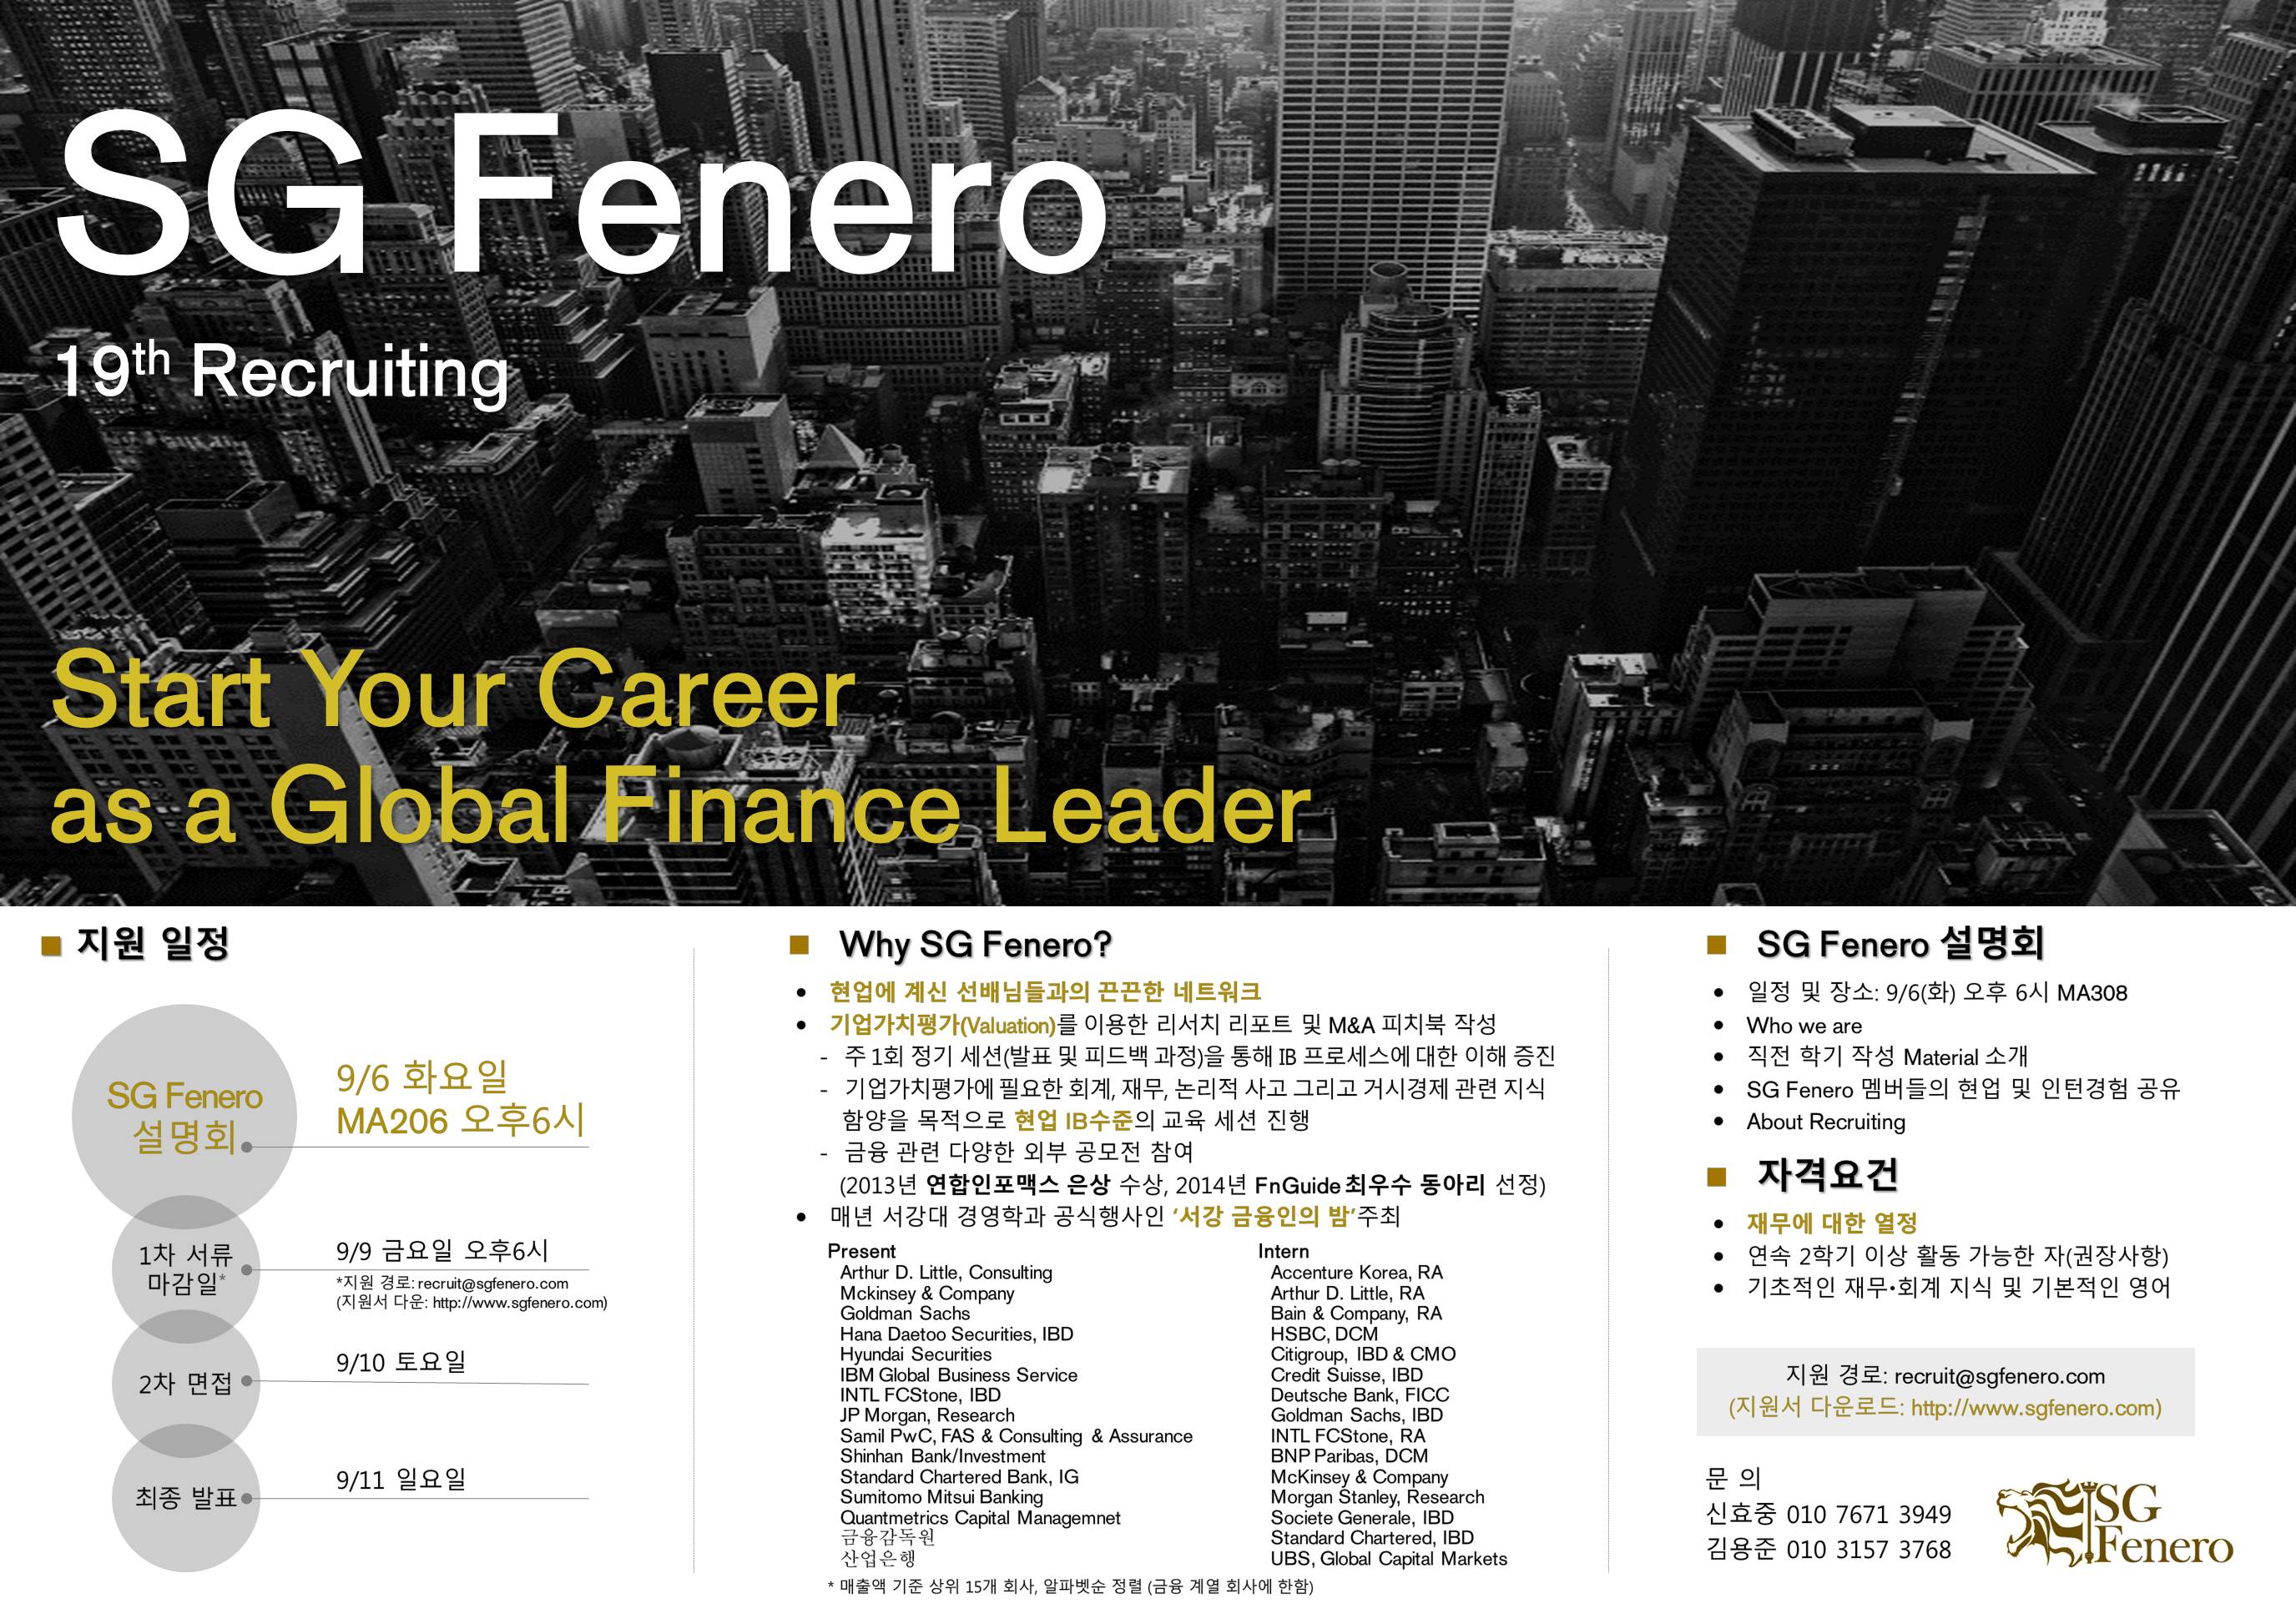 SG Fenero
19th Recruiting
Start Your Career
as a Global Finance Leader
지원 일정
SG Fenero
설명회
9/6 화요일
MA206 오후6시
1차 서류
마감일*
9/9 금요일 오후6시
*지원 경로: recruit@sgfenero.com
(지원서 다운: http://www.sgfenero.com)
2차 면접
9/10 토요일
최종 발표
9/11 일요일
Why SG Fenero?
• 현업에 계신 선배님들과의 끈끈한 네트워크
• 기업가치평가(Valuation)를 이용한 리서치 리포트 및 M&A 피치북 작성
- 주 1회 정기 세션(발표 및 피드백 과정)을 통해 IB 프로세스에 대한 이해 증진
- 기업가치평가에 필요한 회계, 재무, 논리적 사고 그리고 거시경제 관련 지식
함양을 목적으로 현업 IB수준의 교육 세션 진행
- 금융 관련 다양한 외부 공모전 참여
(2013년 연합인포맥스 은상 수상, 2014년 FnGuide 최우수 동아리 선정)
• 매년 서강대 경영학과 공식행사인 ‘서강 금융인의 밤’주최
Present
Arthur D. Little, Consulting
Mckinsey & Company
Goldman Sachs
Hana Daetoo Securities, IBD
Hyundai Securities
IBM Global Business Service
INTL FCStone, IBD
JP Morgan, Research
Samil PwC, FAS & Consulting & Assurance
Shinhan Bank/Investment
Standard Chartered Bank, IG
Sumitomo Mitsui Banking
Quantmetrics Capital Managemnet
금융감독원
산업은행
Intern
Accenture Korea, RA
Arthur D. Little, RA
Bain & Company, RA
HSBC, DCM
Citigroup, IBD & CMO
Credit Suisse, IBD
Deutsche Bank, FICC
Goldman Sachs, IBD
INTL FCStone, RA
BNP Paribas, DCM
McKinsey & Company
Morgan Stanley, Research
Societe Generale, IBD
Standard Chartered, IBD
UBS, Global Capital Markets
* 매출액 기준 상위 15개 회사, 알파벳순 정렬 (금융 계열 회사에 한함)
SG Fenero 설명회
• 일정 및 장소: 9/6(화) 오후 6시 MA308
• Who we are
• 직전 학기 작성 Material 소개
• SG Fenero 멤버들의 현업 및 인턴경험 공유
• About Recruiting
자격요건
• 재무에 대한 열정
• 연속 2학기 이상 활동 가능한 자(권장사항)
• 기초적인 재무•회계 지식 및 기본적인 영어
지원 경로: recruit@sgfenero.com
(지원서 다운로드: http://www.sgfenero.com)
문 의
신효중 010 7671 3949
김용준 010 3157 3768
SG
Fenero